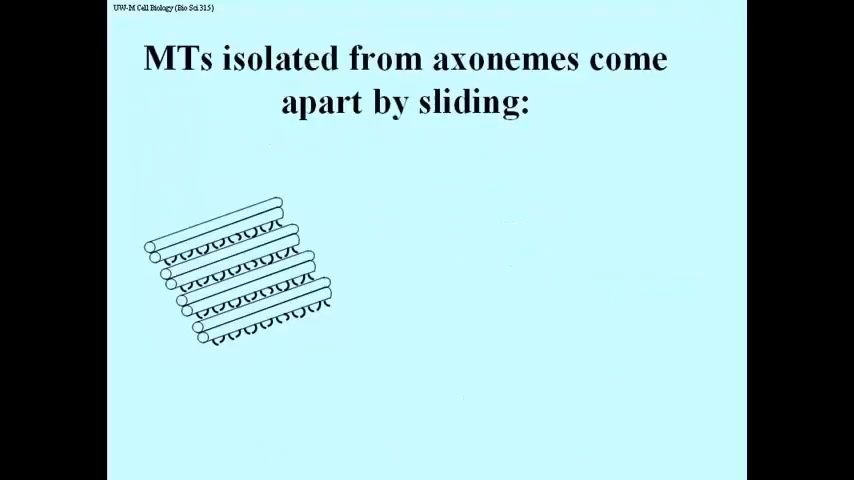 UW-M Cell Biology (Bio Sci 315)
MTs isolated from axonemes come
apart by sliding: